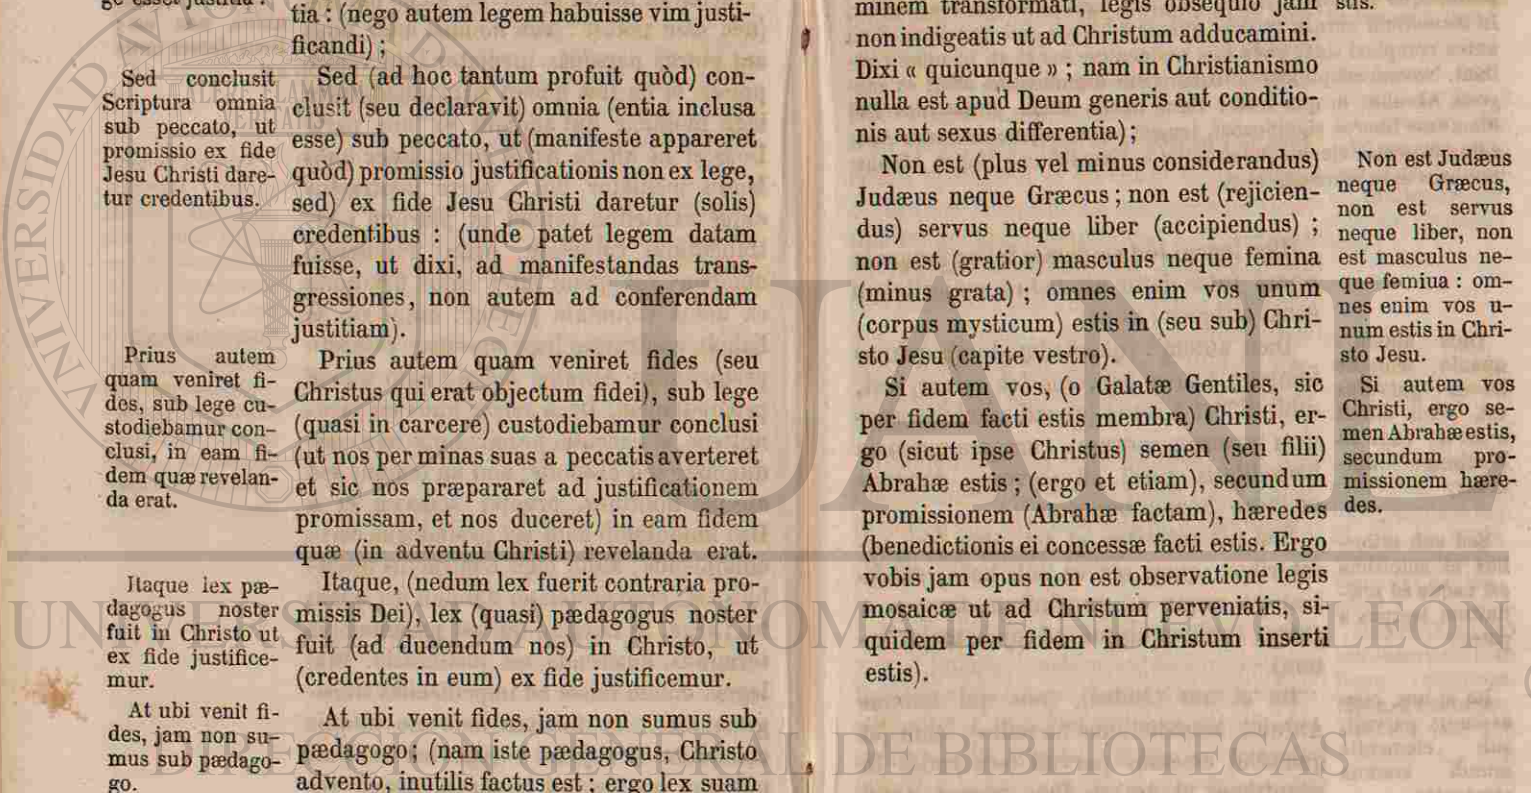 tia : (nego autem legem habuisse vim justi-
ficandi) ;
Sed conclusit
Scriptura omnia
sub peccato, ut
promissio ex fide
Jesu Christi dare-
tur credentibus.
Sed (ad hoc tantum profuit quòd) con-
clusit (seu declaravit) omnia (entia inclusa
esse) sub peccato, ut (manifeste appareret
quòd) promissio justificationis non ex lege,
sed) ex fide Jesu Christi daretur (solis)
credentibus : (unde patet legem datam
fuisse, ut dixi, ad manifestandas trans-
gressiones, non autem ad conferendam
justitiam).
Prius autem
quam veniret fi-
des, sub lege cu-
stodiebamur con-
clusi, in eam fi-
dem quæ revelan-
da erat.
Prius autem quam veniret fides (seu
Christus qui erat objectum fidei), sub lege
(quasi in carcere) custodiebamur conclusi
(ut nos per minas suas a peccatis averteret
et sic nos præpararet ad justificationem
promissam, et nos duceret) in eam fidem
quæ (in adventu Christi) revelanda erat.
Itaque lex pæ-
dagogus noster
fuit in Christo ut
ex fide justifice-
mur.
Itaque, (nedum lex fuerit contraria pro-
missis Dei), lex (quasi) pædagogus noster
fuit (ad ducendum nos) in Christo, ut
(credentes in eum) ex fide justificemur.
At ubi venit fi-
des, jam non su-
mus sub pædago-
go.
At ubi venit fides, jam non sumus sub
pædagogo; (nam iste pædagogus, Christo
advento, inutilis factus est ; ergo lex suam
minem transformati, legis obsequio jam
non indigeatis ut ad Christum adducamini.
Dixi « quicunque » ; nam in Christianismo
nulla est apud Deum generis aut conditio-
nis aut sexus differentia) ;
Non est (plus vel minus considerandus)
Judæus neque Græcus ; non est (rejicien-
dus) servus neque liber (accipiendus) ;
non est (gratior) masculus neque femina
(minus grata) ; omnes enim vos unum
(corpus mysticum) estis in (seu sub) Chri-
sto Jesu (capite vestro).
Si autem vos, (o Galatæ Gentiles, sic
per fidem facti estis membra) Christi, er-
go (sicut ipse Christus) semen (seu filii)
Abrahæ estis ; (ergo et etiam), secundum
promissionem (Abrahæ factam), hæredes
(benedictionis ei concessæ facti estis. Ergo
vobis jam opus non est observatione legis
mosaicæ ut ad Christum perveniatis, si-
quidem per fidem in Christum inserti
estis).
stis.
Non est Judæus
neque Græcus,
non est servus
neque liber, non
est masculus ne-
que femiua : om-
nes enim vos u-
num estis in Chri-
sto Jesu.
Si autem vos
Christi, ergo se-
men Abrahæ estis,
secundum pro-
missionem hære-
des.
UANL
UNIVERSIDAD AUTÓNOMA DE NUEVO LEÓN
DIRECCIÓN GENERAL DE BIBLIOTECAS